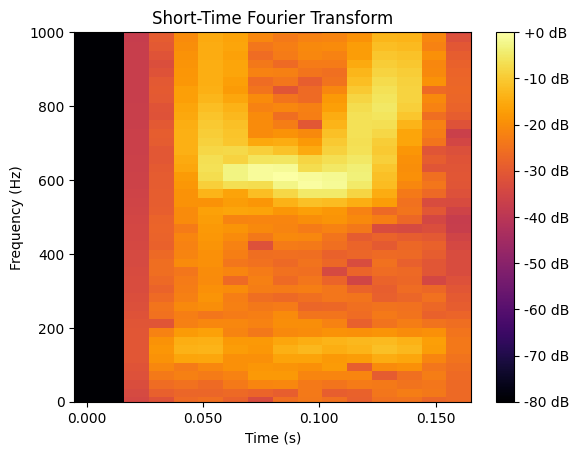 Short-Time Fourier Transform
1000
800
600
400
200
0
Frequency (Hz)
0.000
0.050
0.100
0.150
Time (s)
+0 dB
-10 dB
-20 dB
-30 dB
-40 dB
-50 dB
-60 dB
-70 dB
-80 dB